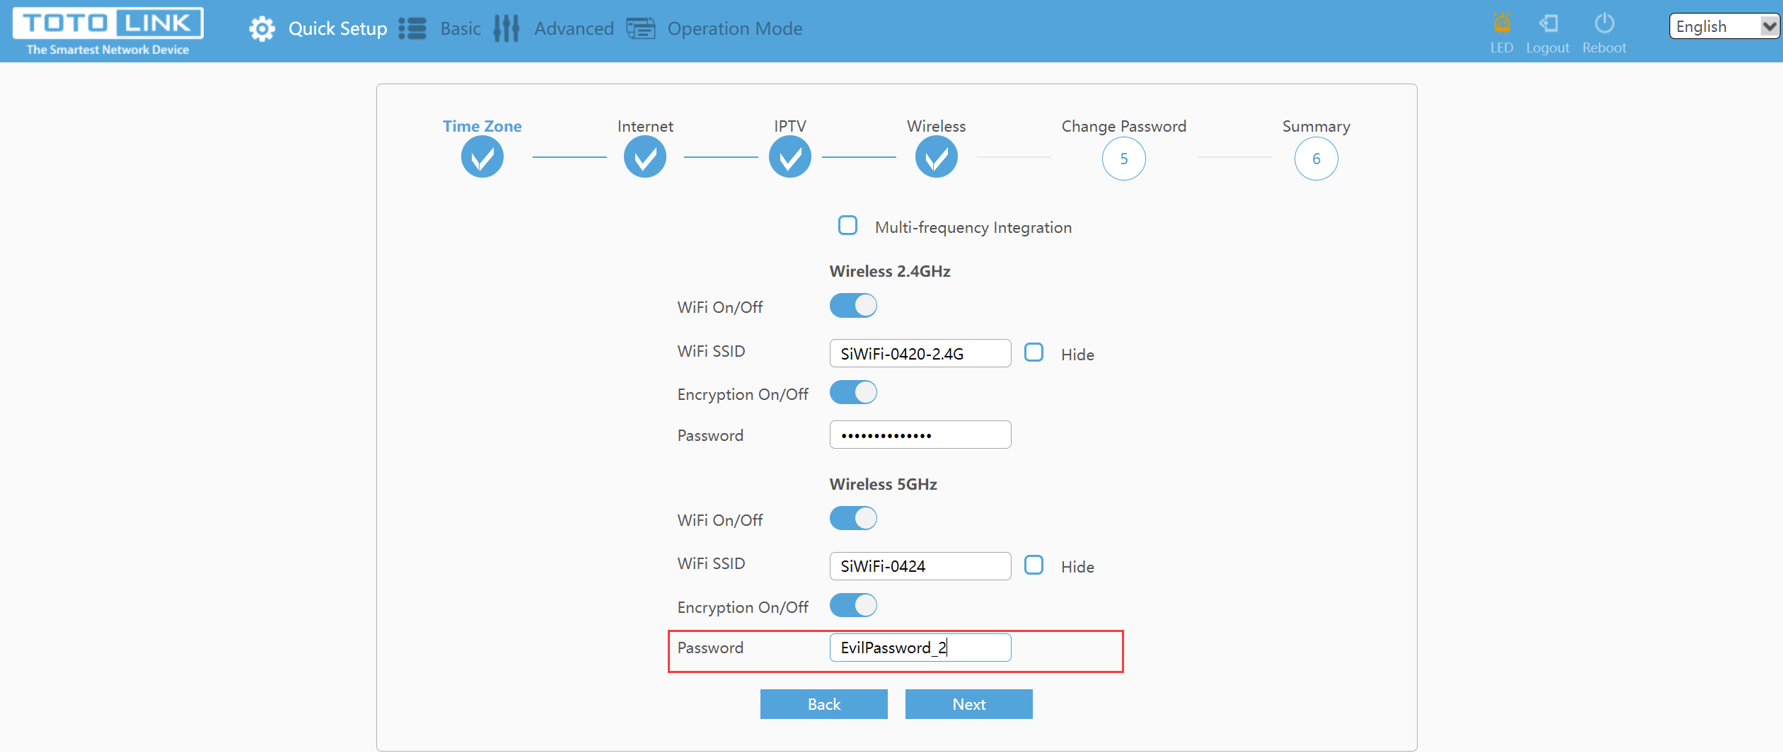 TOTO LINK
The Smartest Network Device
Quick Setup
Basic
Advanced
Operation Mode
LED
Logout
Reboot
English
Time Zone
Internet
IPTV
Wireless
Change Password
Summary
5
6
Multi-frequency Integration
Wireless 2.4GHz
WiFi On/Off
WiFi SSID
SiWiFi-0420-2.4G
Hide
Encryption On/Off
Password
••••••••••••••
Wireless 5GHz
WiFi On/Off
WiFi SSID
SiWiFi-0424
Hide
Encryption On/Off
Password
EvilPassword_2
Back
Next